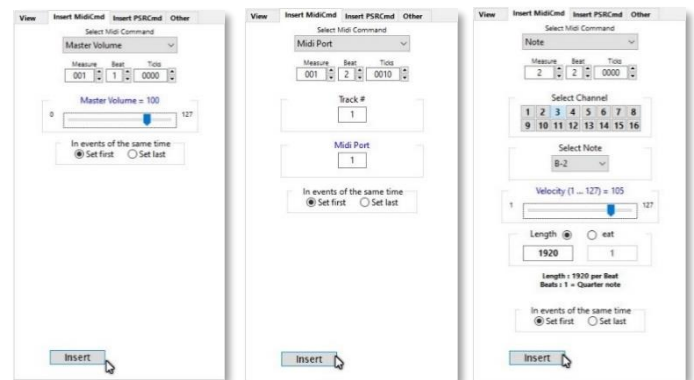 View Insert MidiCmd Insert PSRCmd Other
Select Midi Command
Master Volume
Measure Beat Ticks
001 1 0000
Master Volume = 100
0 127
In events of the same time
Set first Set last
Insert
View Insert MidiCmd Insert PSRCmd Other
Select Midi Command
Midi Port
Measure Beat Ticks
001 2 0010
Track #
1
Midi Port
1
In events of the same time
Set first Set last
Insert
View Insert MidiCmd Insert PSRCmd Other
Select Midi Command
Note
Measure Beat Ticks
2 2 0000
Select Channel
1 2 3 4 5 6 7 8
9 10 11 12 13 14 15 16
Select Note
B-2
Velocity (1 ... 127) = 105
1 127
Length eat
1920 1
Length : 1920 per Beat
Beats : 1 = Quarter note
In events of the same time
Set first Set last
Insert